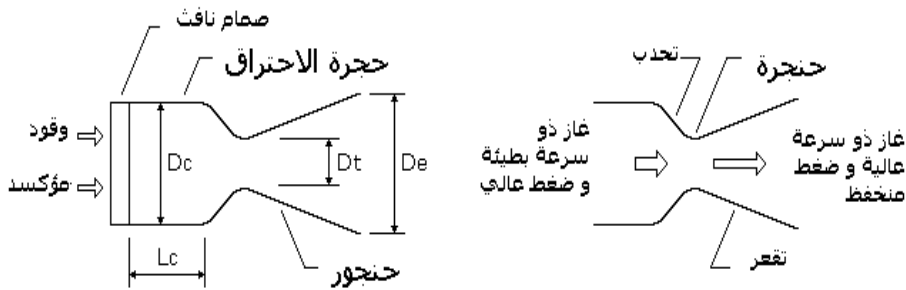 صمام نافث
حجرة الاحتراق
وقود
مؤكسد
Dc
Dt
De
Lc
حنجور
تحدب
حنجرة
غاز ذو
سرعة بطيئة
و ضغط عالي
غاز ذو سرعة
عالية و ضغط
منخفظ
تقعر